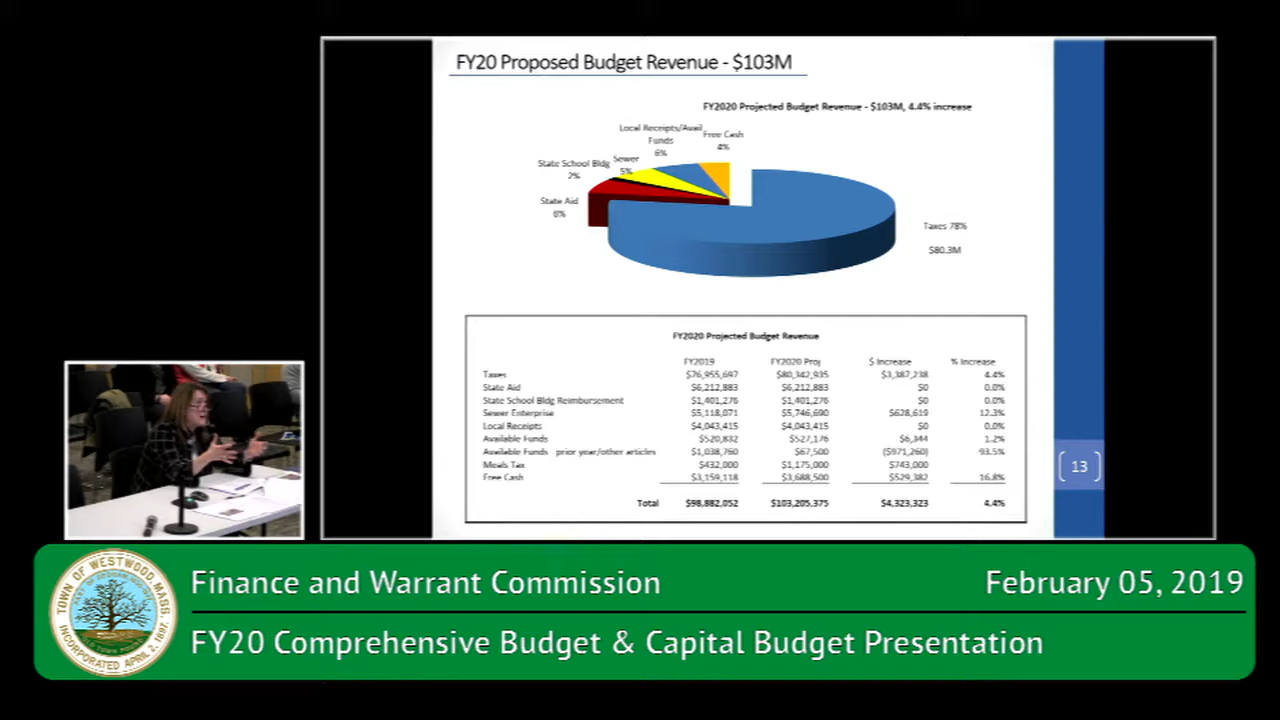 FY20 Proposed Budget Revenue - $103M
FY2020 Projected Budget Revenue - $103M, 4.4% increase
Local Receipts/Avail Funds
6%
Free Cash
4%
State School Bldg
2%
Sewer
5%
State Aid
6%
Taxes 78%
$80.3M
FY2020 Projected Budget Revenue
FY2019 FY2020 Proj $ Increase % Increase
Taxes $76,955,697 $80,342,935 $3,387,238 4.4%
State Aid $6,212,883 $6,212,883 $0 0.0%
State School Bldg Reimbursement $1,401,276 $1,401,276 $0 0.0%
Sewer Enterprise $5,118,071 $5,746,690 $628,619 12.3%
Local Receipts $4,043,415 $4,043,415 $0 0.0%
Available Funds $520,832 $527,176 $6,344 1.2%
Available Funds prior year/other articles $1,038,760 $67,500 ($971,260) 93.5%
Meals Tax $432,000 $1,175,000 $743,000
Free Cash $3,159,118 $3,688,500 $529,382 16.8%
Total $98,882,052 $103,205,375 $4,323,323 4.4%
13
TOWN OF WESTWOOD, MASS.
INCORPORATED APRIL 2, 1897.
Finance and Warrant Commission
February 05, 2019
FY20 Comprehensive Budget & Capital Budget Presentation